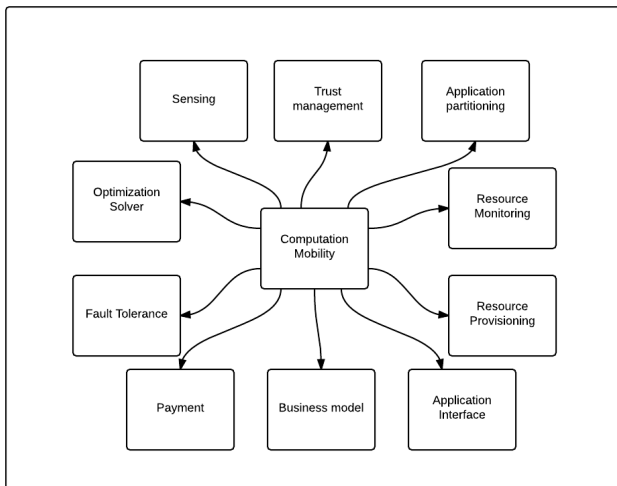 Sensing
Trust
management
Application
partitioning
Optimization
Solver
Resource
Monitoring
Computation
Mobility
Fault Tolerance
Resource
Provisioning
Payment
Business model
Application
Interface